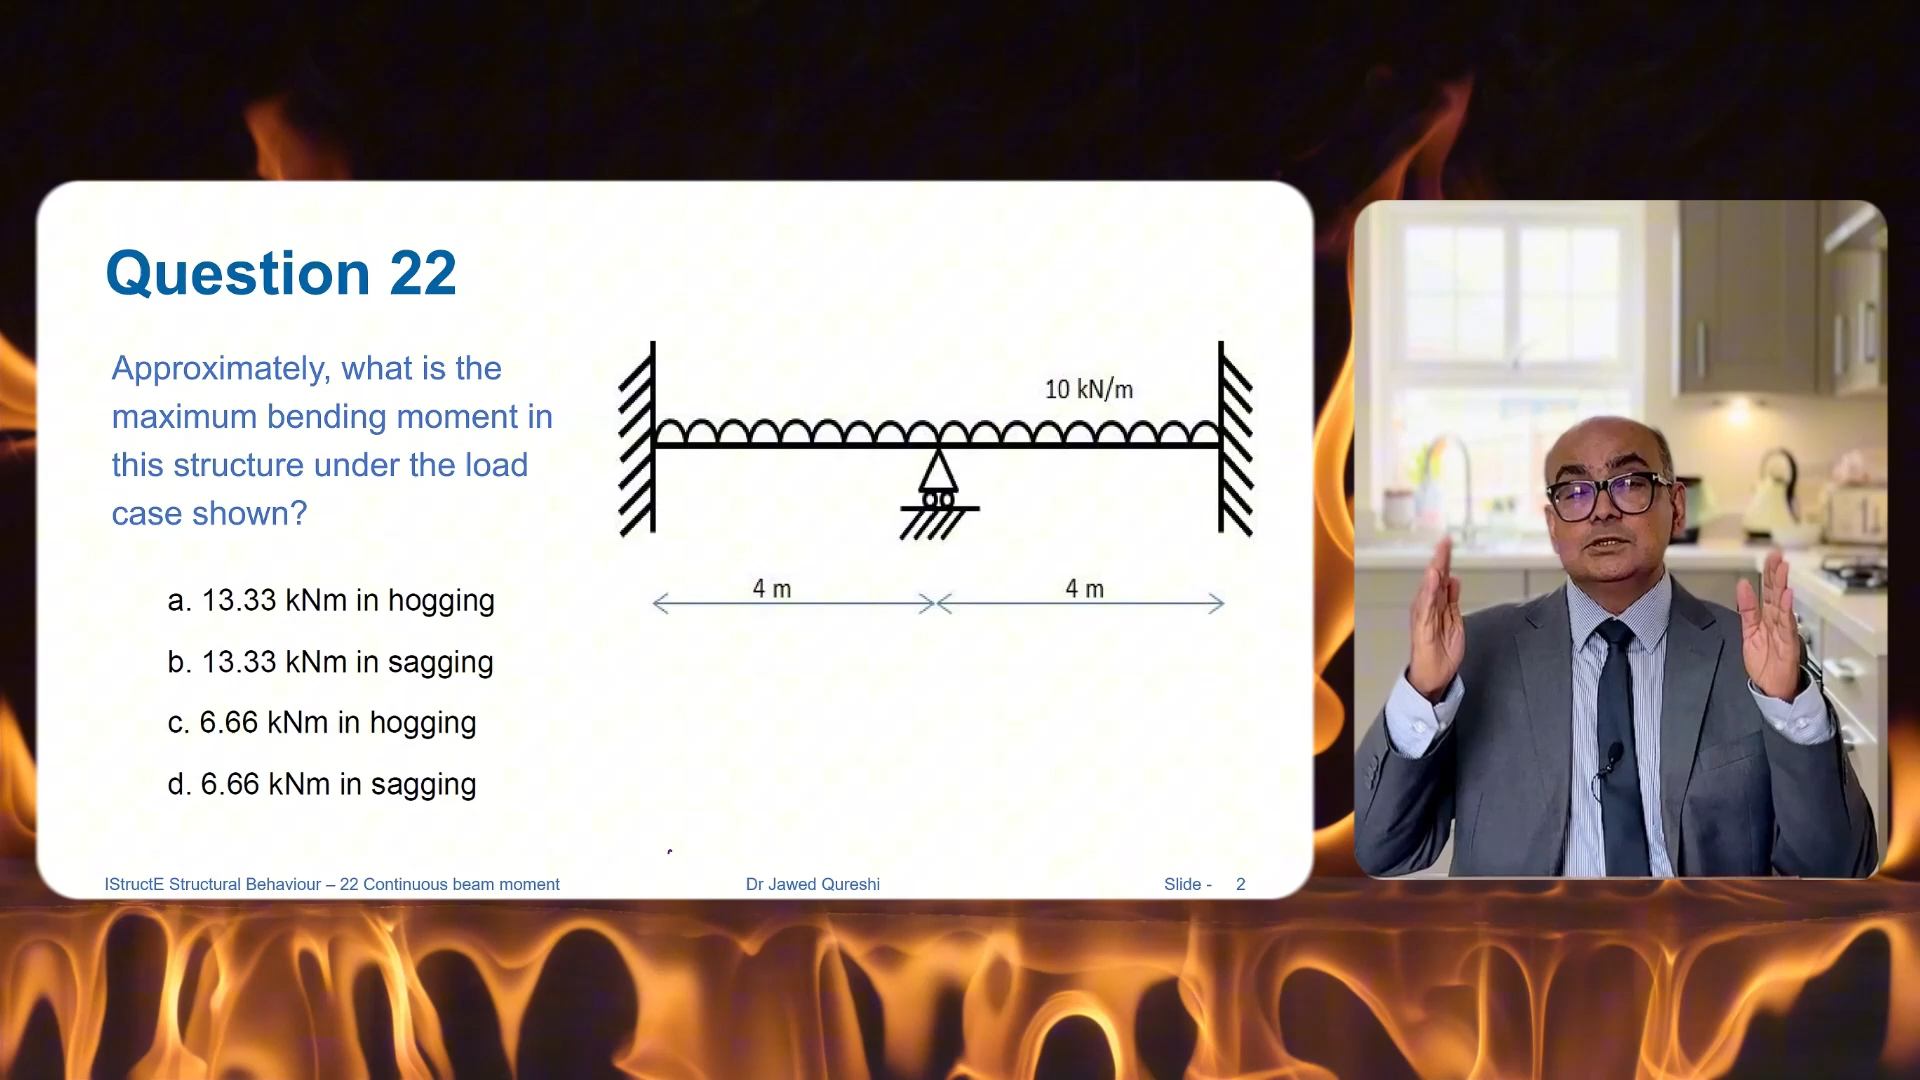 Question 22
Approximately, what is the
maximum bending moment in
this structure under the load
case shown?
a. 13.33 kNm in hogging
b. 13.33 kNm in sagging
c. 6.66 kNm in hogging
d. 6.66 kNm in sagging
10 kN/m
4 m
4 m
IStructE Structural Behaviour – 22 Continuous beam moment
Dr Jawed Qureshi
Slide - 2